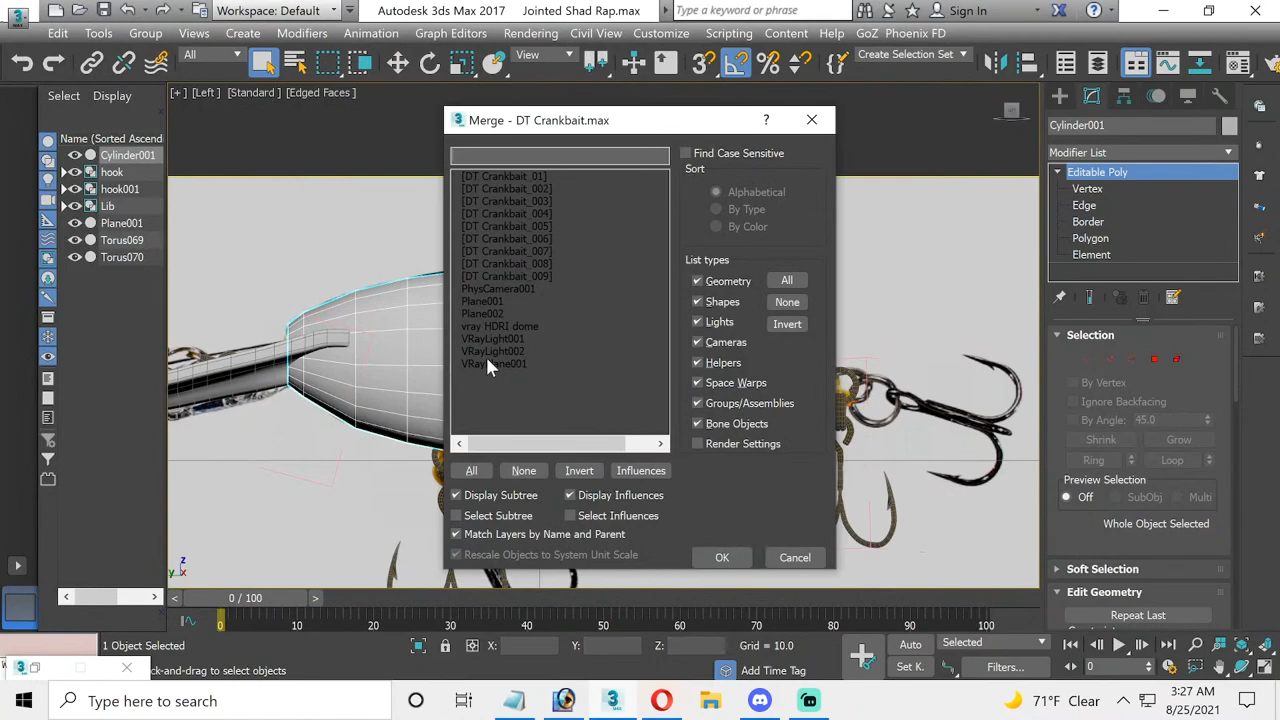 Workspace: Default
Autodesk 3ds Max 2017
Jointed Shad Rap.max
Type a keyword or phrase
Sign In
Edit
Tools
Group
Views
Create
Modifiers
Animation
Graph Editors
Rendering
Civil View
Customize
Scripting
Content
Help
GoZ
Phoenix FD
All
View
Create Selection Set
Select
Display
[+] [Left] [Standard] [Edged Faces]
Name (Sorted Ascend
Cylinder001
hook
hook001
Lib
Plane001
Torus069
Torus070
Merge - DT Crankbait.max
?
[DT Crankbait_01]
[DT Crankbait_002]
[DT Crankbait_003]
[DT Crankbait_004]
[DT Crankbait_005]
[DT Crankbait_006]
[DT Crankbait_007]
[DT Crankbait_008]
[DT Crankbait_009]
PhysCamera001
Plane001
Plane002
vray HDRI dome
VRayLight001
VRayLight002
Find Case Sensitive
Sort
Alphabetical
By Type
By Color
List types
Geometry
All
Shapes
None
Lights
Invert
Cameras
Helpers
Space Warps
Groups/Assemblies
Bone Objects
Render Settings
All
None
Invert
Influences
Display Subtree
Display Influences
Select Subtree
Select Influences
Match Layers by Name and Parent
Rescale Objects to System Unit Scale
OK
Cancel
Cylinder001
Modifier List
Editable Poly
Vertex
Edge
Border
Polygon
Element
Selection
By Vertex
Ignore Backfacing
By Angle: 45.0
Shrink
Grow
Ring
Loop
Preview Selection
Off
SubObj
Multi
Whole Object Selected
Soft Selection
Edit Geometry
Repeat Last
z
y
x
0 / 100
0
10
20
30
40
50
60
70
80
90
100
1 Object Selected
X:
Y:
Z:
Grid = 10.0
Auto
Selected
ck-and-drag to select objects
Add Time Tag
Set K.
Filters...
0
Type here to search
71°F Clear
3:27 AM
8/25/2021